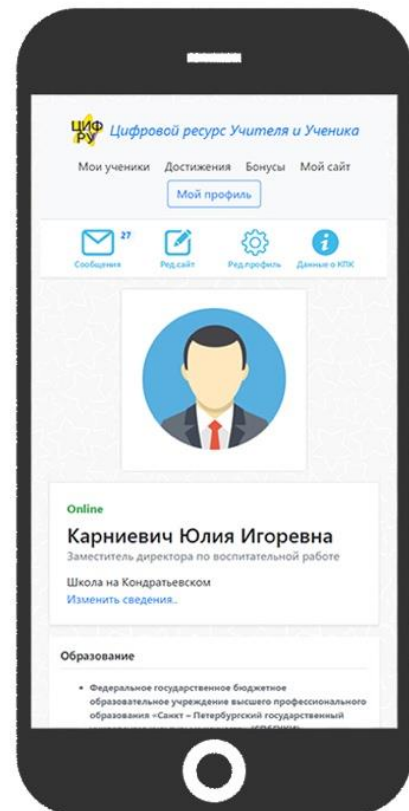 ЦИФ
РУ
Цифровой ресурс Учителя и Ученика
Мои ученики Достижения Бонусы Мой сайт
Мой профиль
27
Сообщения Ред.сайт Ред.профиль Данные о КПК
Online
Карниевич Юлия Игоревна
Заместитель директора по воспитательной работе
Школа на Кондратьевском
Изменить сведения..
Образование
• Федеральное государственное бюджетное
образовательное учреждение высшего профессионального
образования «Санкт – Петербургский государственный